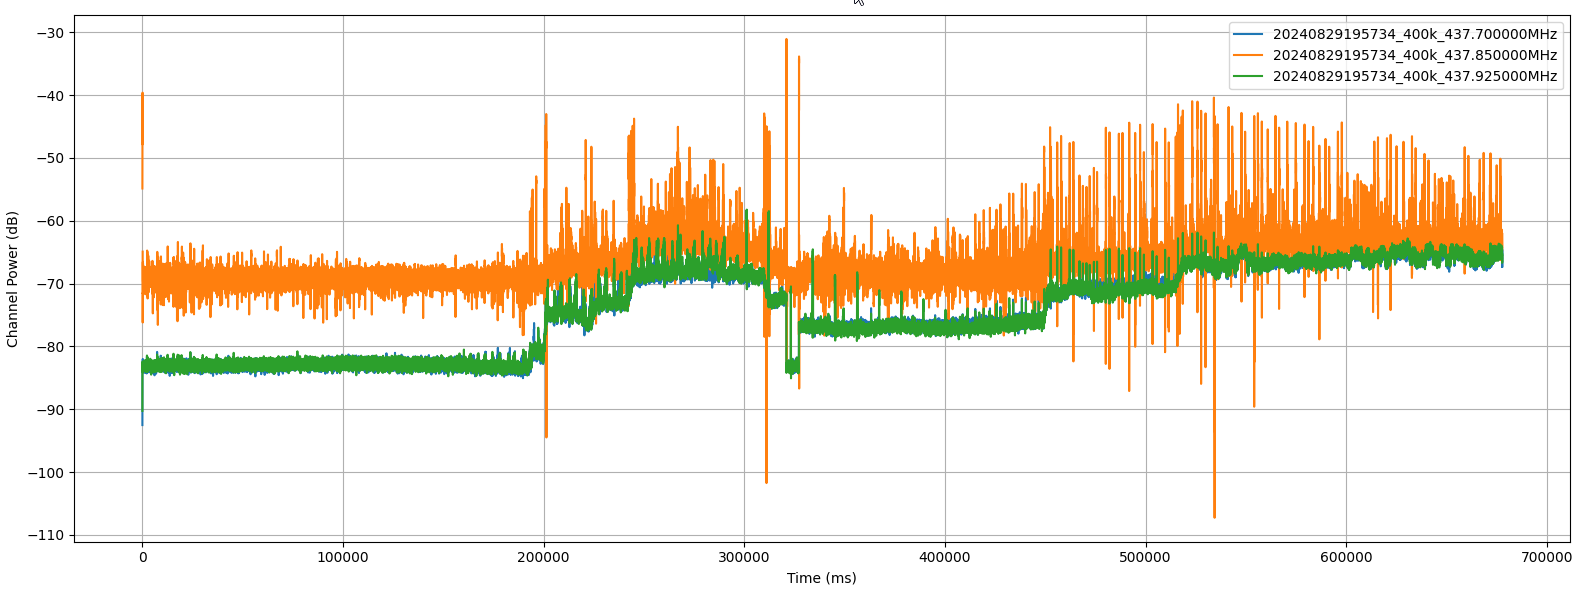 20240829195734_400k_437.700000MHz
20240829195734_400k_437.850000MHz
20240829195734_400k_437.925000MHz
Channel Power (dB)
−30
−40
−50
−60
−70
−80
−90
−100
−110
0 100000 200000 300000 400000 500000 600000 700000
Time (ms)